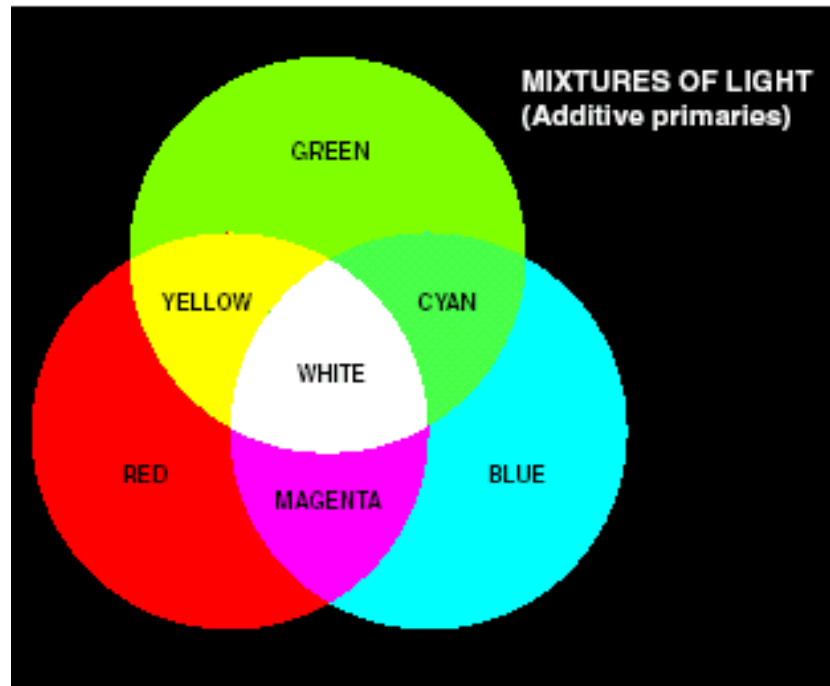 MIXTURES OF LIGHT
(Additive primaries)
GREEN
YELLOW
CYAN
WHITE
RED
BLUE
MAGENTA